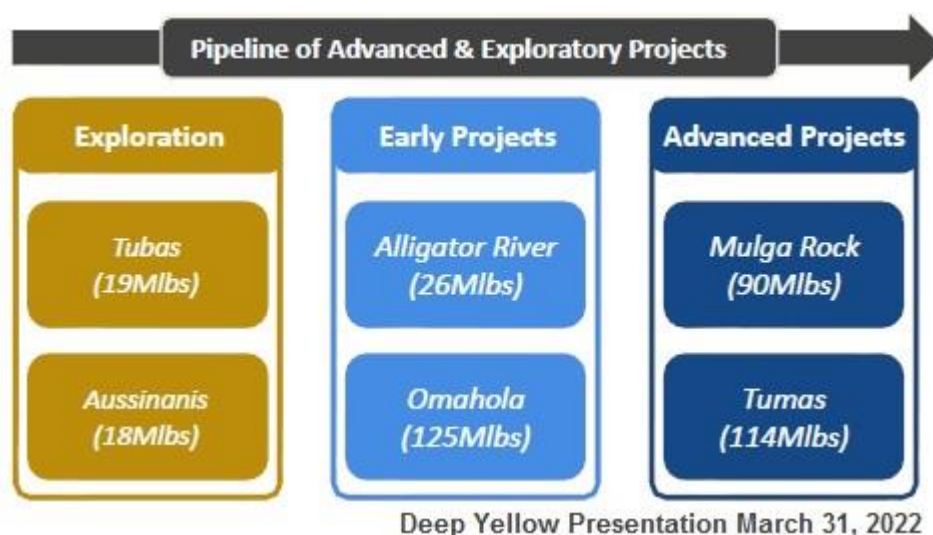 Pipeline of Advanced & Exploratory Projects
Exploration
Tubas
(19Mlbs)
Aussinanis
(18Mlbs)
Early Projects
Alligator River
(26Mlbs)
Omahola
(125Mlbs)
Advanced Projects
Mulga Rock
(90Mlbs)
Tumas
(114Mlbs)
Deep Yellow Presentation March 31, 2022